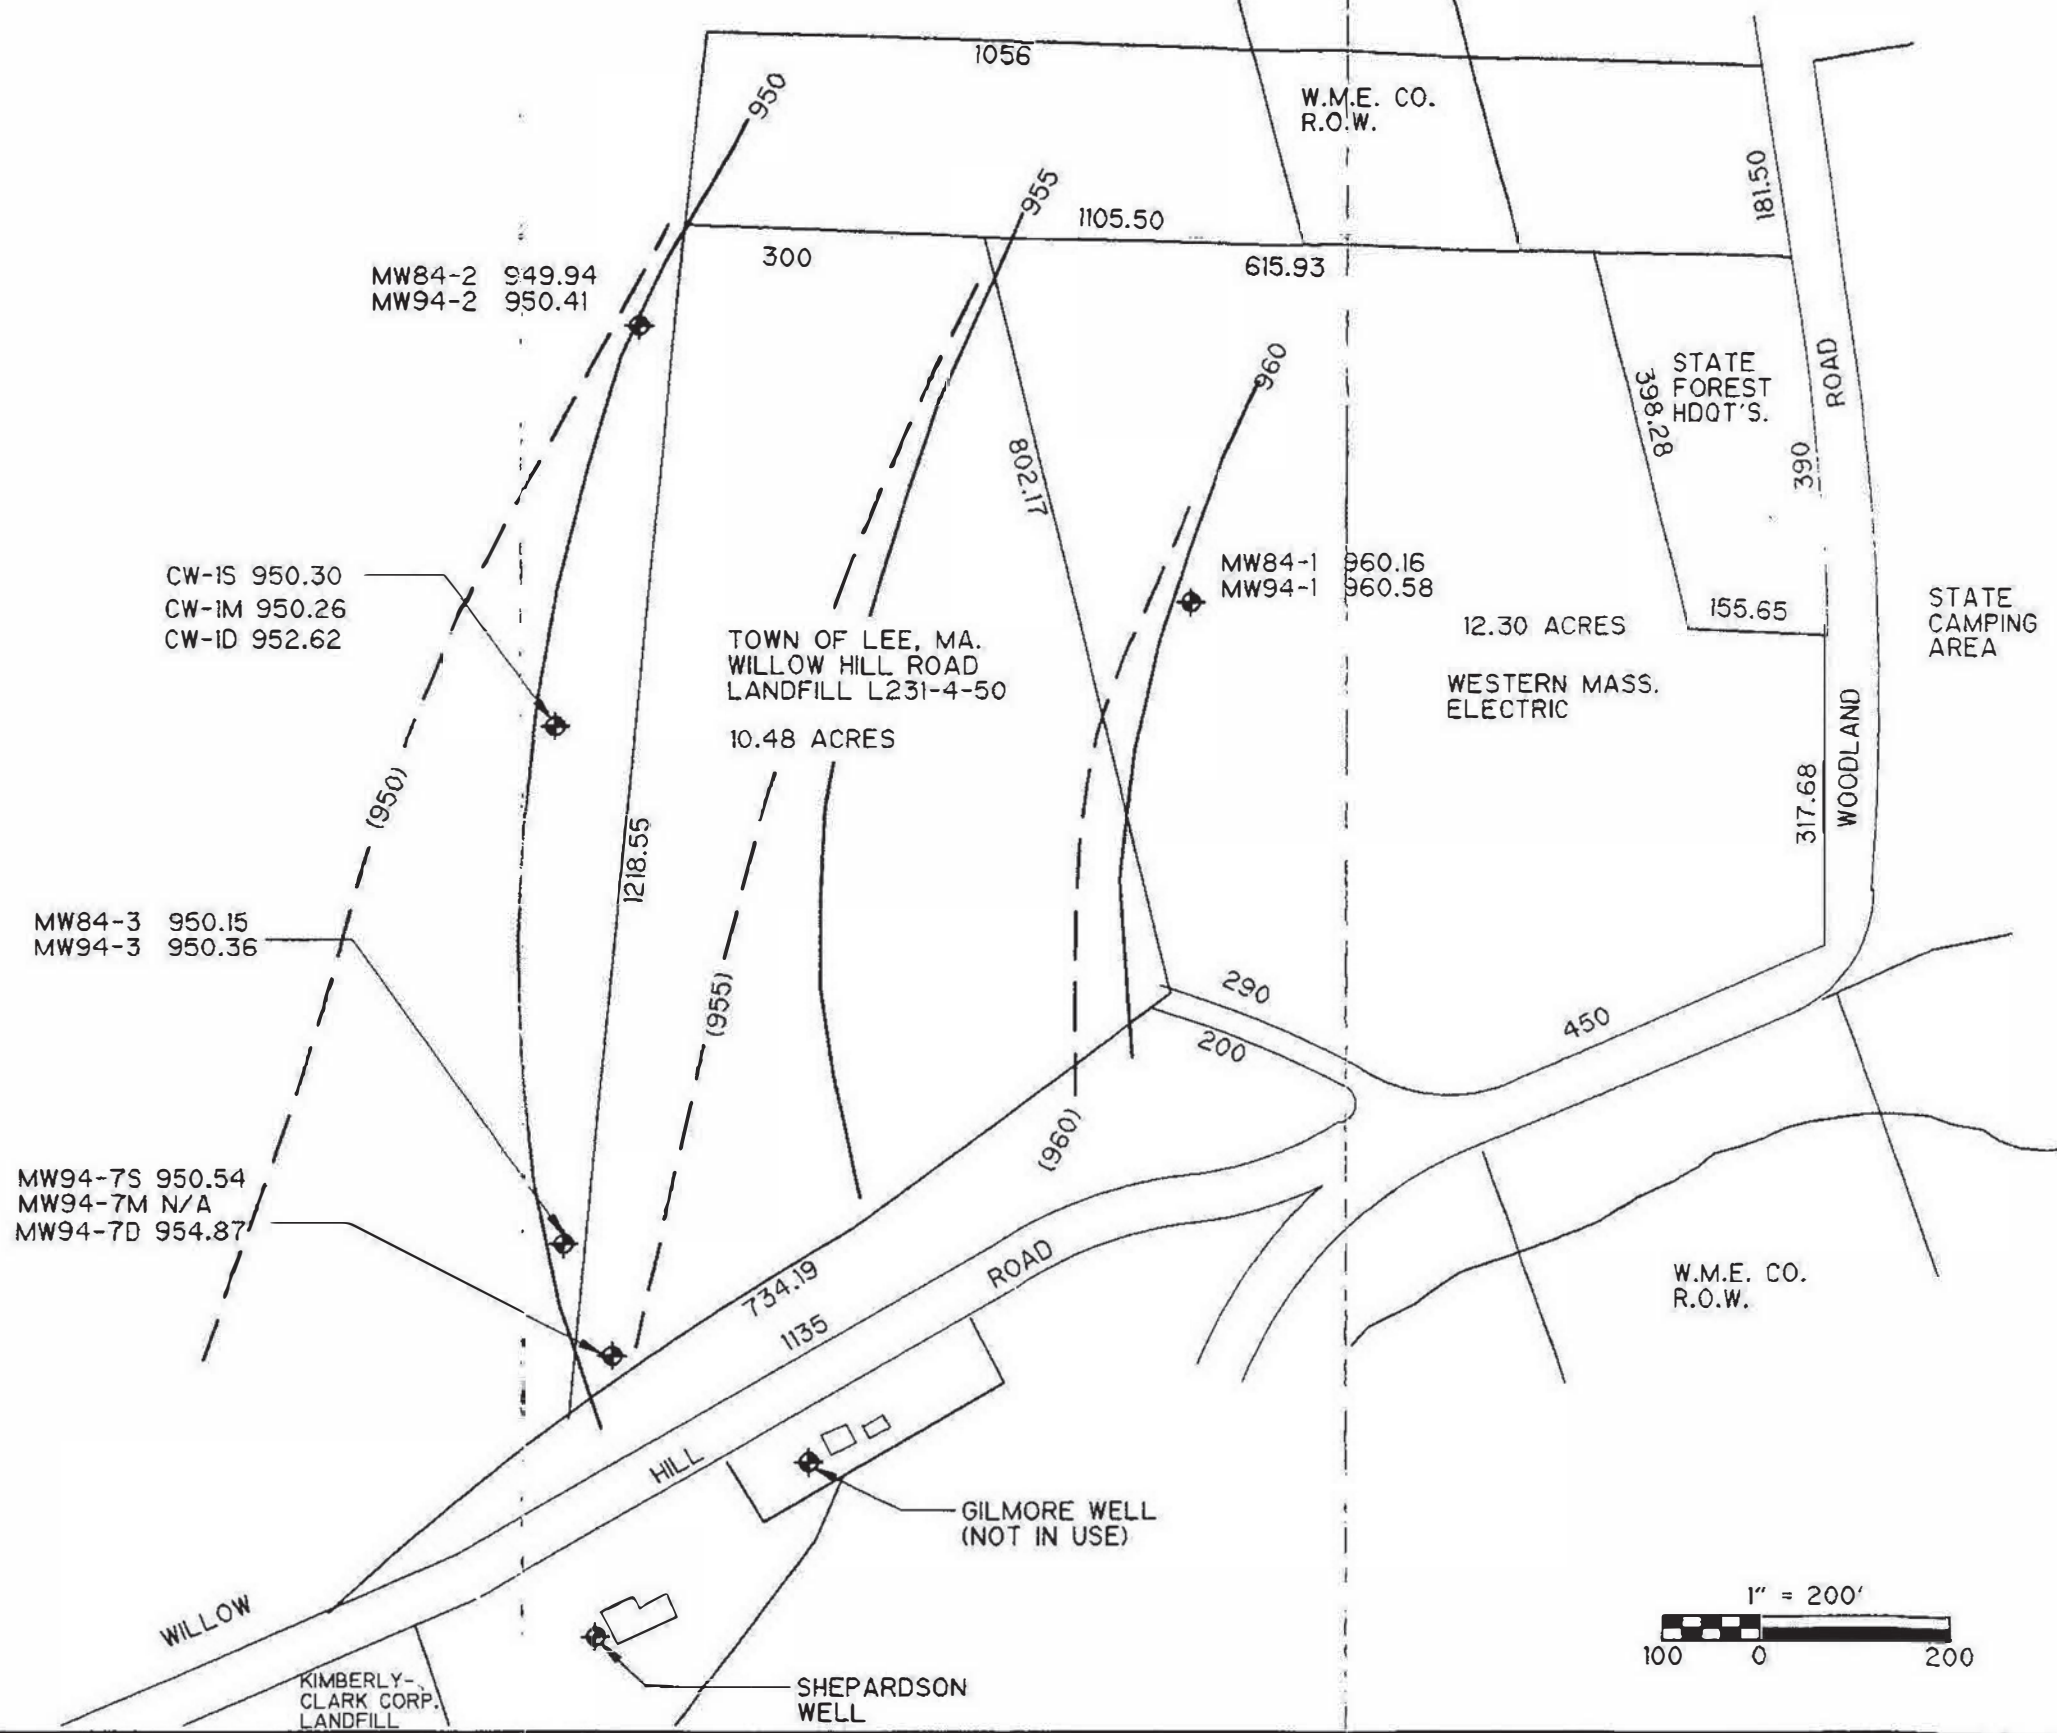 1056
950
W.M.E. CO.
R.O.W.
181.50
955
1105.50
300
615.93
MW84-2 949.94
MW94-2 950.41
960
STATE
FOREST
HDQT'S.
398.28
ROAD
390
802.17
CW-1S 950.30
CW-1M 950.26
CW-1D 952.62
MW84-1 960.16
MW94-1 960.58
12.30 ACRES
155.65
STATE
CAMPING
AREA
TOWN OF LEE, MA.
WILLOW HILL ROAD
LANDFILL L231-4-50
10.48 ACRES
WESTERN MASS.
ELECTRIC
WOODLAND
317.68
(950)
1218.55
MW84-3 950.15
MW94-3 950.36
(955)
290
200
450
(960)
MW94-7S 950.54
MW94-7M N/A
MW94-7D 954.87
734.19
1135
ROAD
W.M.E. CO.
R.O.W.
HILL
GILMORE WELL
(NOT IN USE)
WILLOW
KIMBERLY-
CLARK CORP.
LANDFILL
SHEPARDSON
WELL
1" = 200'
100 0 200